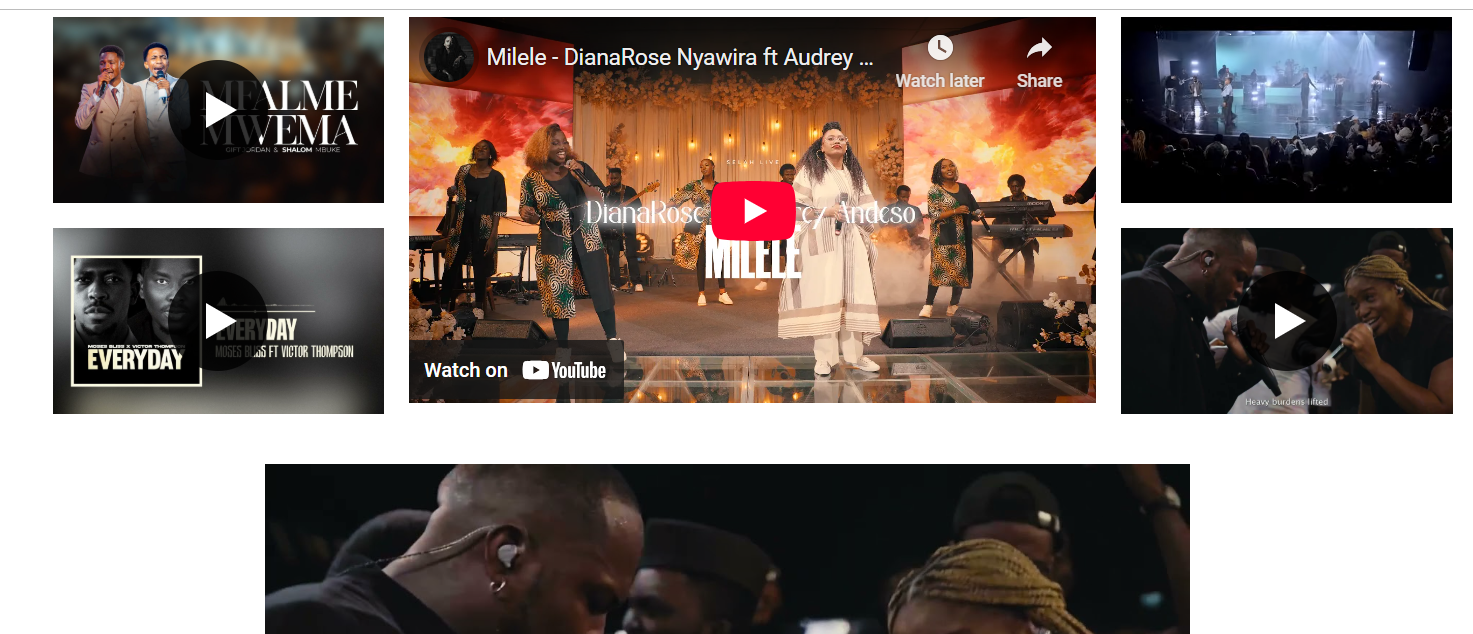 MFALME
MWEMA
GIFT JORDAN & SHALOM MBUKE
MOSES BLISS X VICTOR THOMPSON
EVERYDAY
EVERYDAY
MOSES BLISS FT VICTOR THOMPSON
Milele - DianaRose Nyawira ft Audrey ...
Watch later
Share
SELAH LIVE
DianaRose
Andeso
MILELE
Watch on YouTube
Heavy burdens lifted